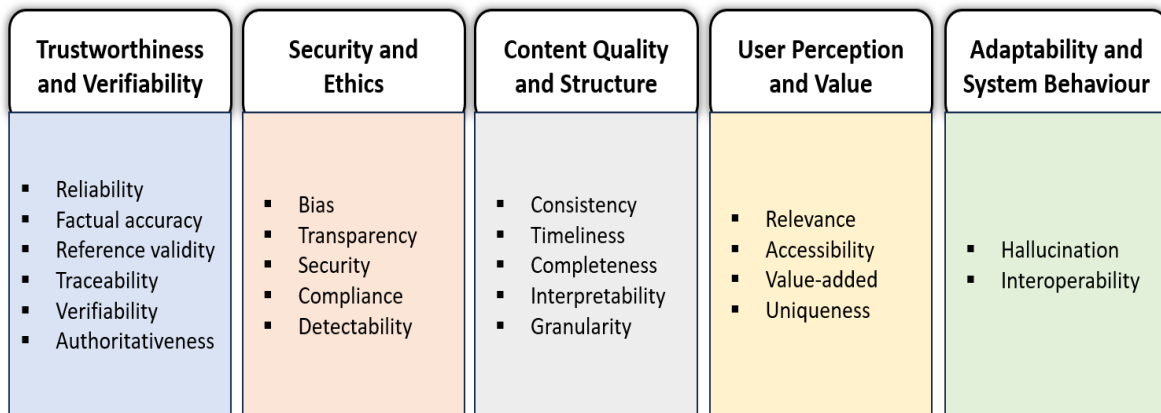 Trustworthiness
and Verifiability
▪ Reliability
▪ Factual accuracy
▪ Reference validity
▪ Traceability
▪ Verifiability
▪ Authoritativeness
Security and
Ethics
▪ Bias
▪ Transparency
▪ Security
▪ Compliance
▪ Detectability
Content Quality
and Structure
▪ Consistency
▪ Timeliness
▪ Completeness
▪ Interpretability
▪ Granularity
User Perception
and Value
▪ Relevance
▪ Accessibility
▪ Value-added
▪ Uniqueness
Adaptability and
System Behaviour
▪ Hallucination
▪ Interoperability